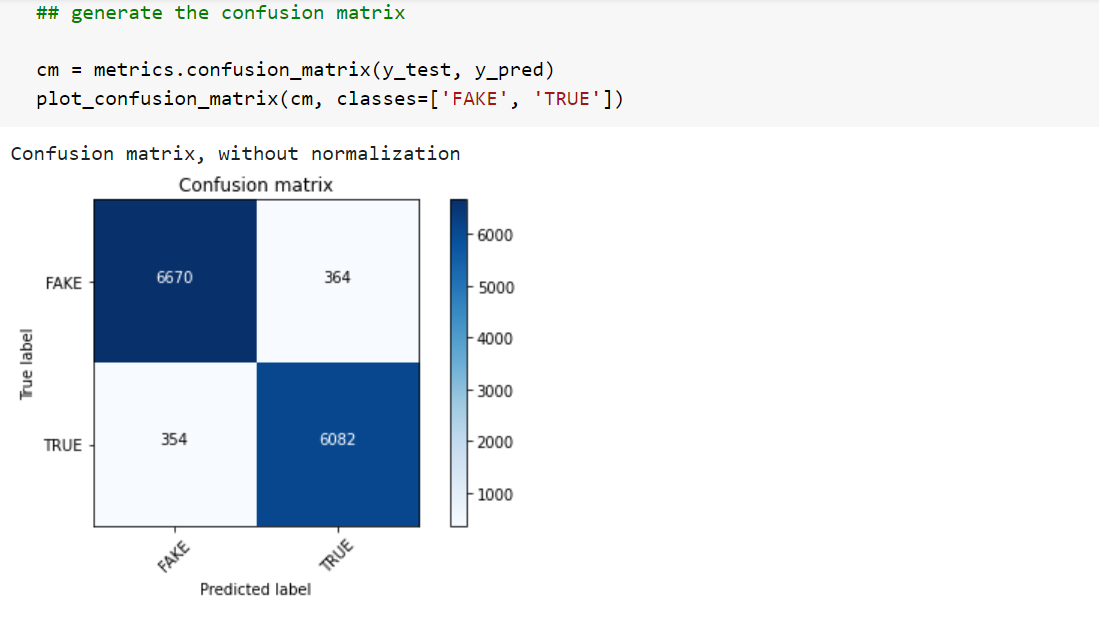 ## generate the confusion matrix
cm = metrics.confusion_matrix(y_test, y_pred)
plot_confusion_matrix(cm, classes=['FAKE', 'TRUE'])
Confusion matrix, without normalization
Confusion matrix
True label
FAKE
6670
364
TRUE
354
6082
FAKE
TRUE
Predicted label
6000
5000
4000
3000
2000
1000